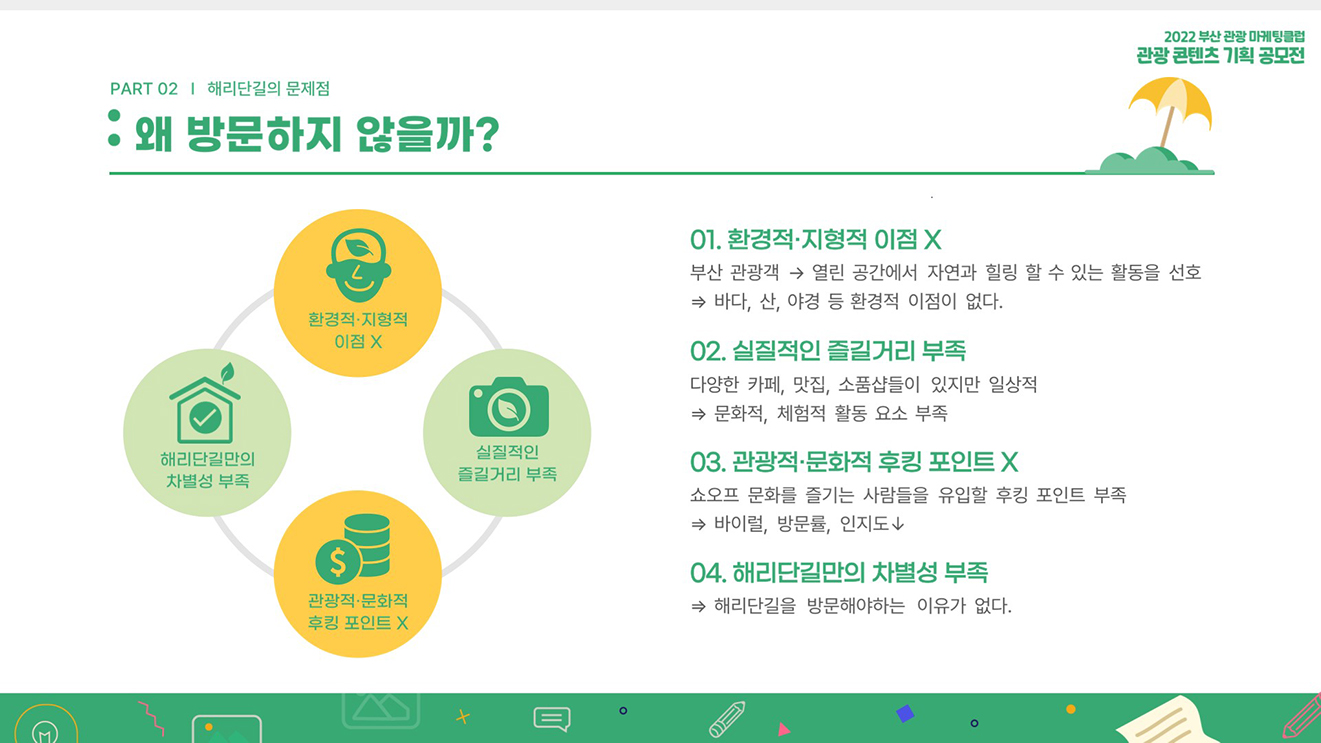 2022 부산 관광 마케팅클럽
관광 콘텐츠 기획 공모전
PART 02 | 해리단길의 문제점
: 왜 방문하지 않을까?
환경적·지형적
이점 X
해리단길만의
차별성 부족
실질적인
즐길거리 부족
$
관광적·문화적
후킹 포인트 X
01. 환경적·지형적 이점 X
부산 관광객 → 열린 공간에서 자연과 힐링 할 수 있는 활동을 선호
⇒ 바다, 산, 야경 등 환경적 이점이 없다.
02. 실질적인 즐길거리 부족
다양한 카페, 맛집, 소품샵들이 있지만 일상적
⇒ 문화적, 체험적 활동 요소 부족
03. 관광적·문화적 후킹 포인트 X
쇼오프 문화를 즐기는 사람들을 유입할 후킹 포인트 부족
⇒ 바이럴, 방문률, 인지도↓
04. 해리단길만의 차별성 부족
⇒ 해리단길을 방문해야하는 이유가 없다.